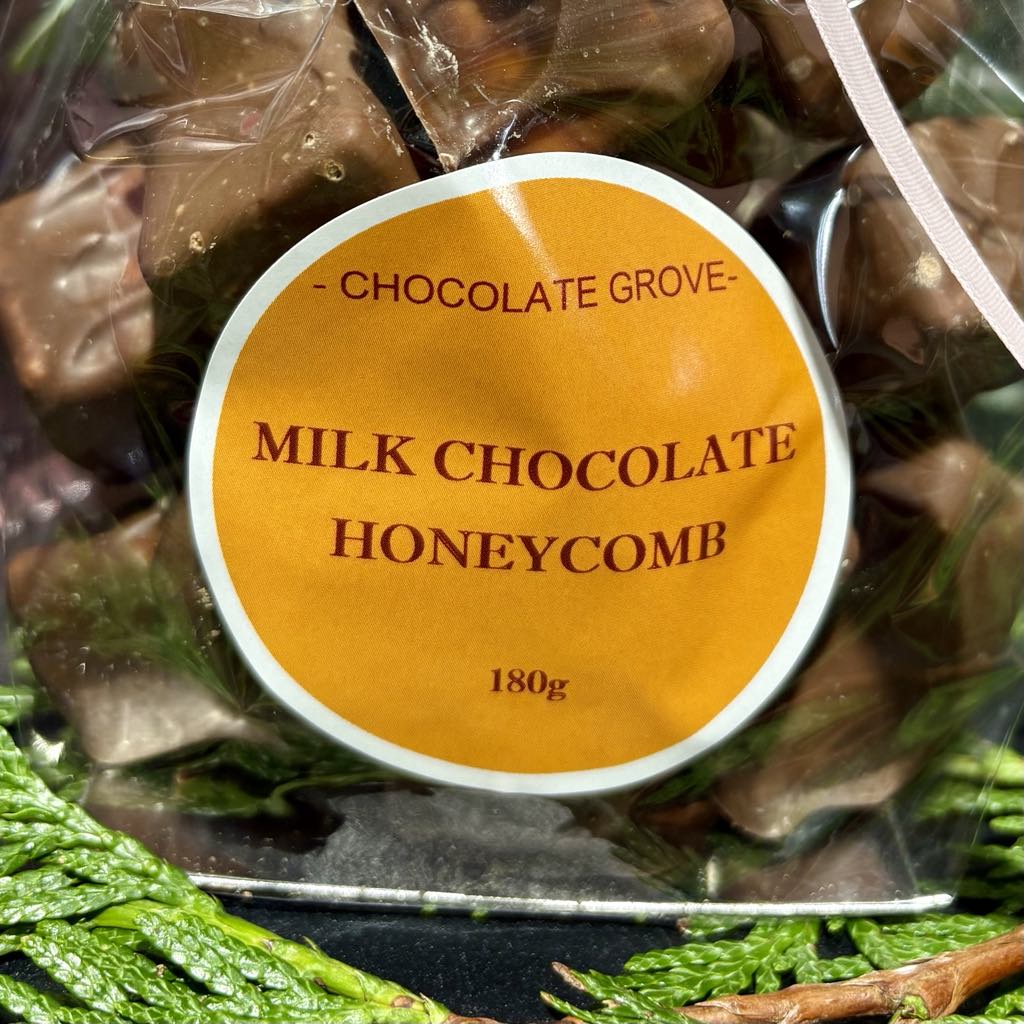 - CHOCOLATE GROVE-
MILK CHOCOLATE
HONEYCOMB
180g